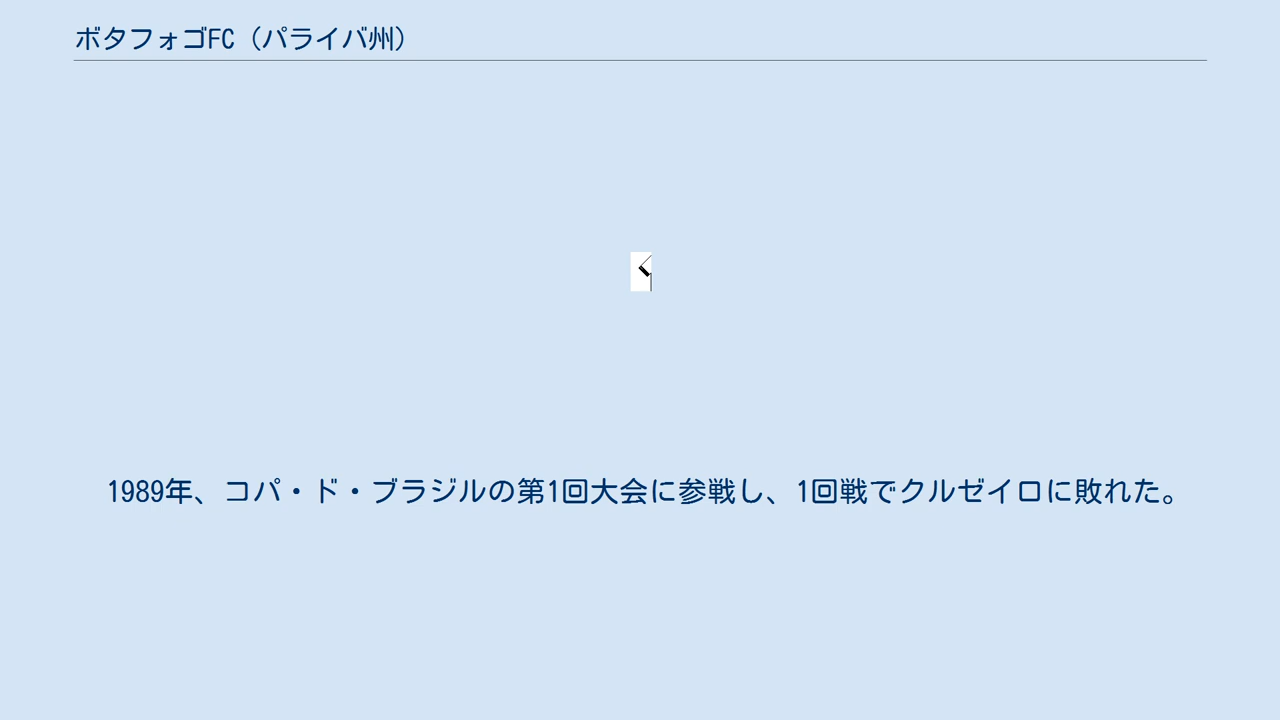 ボタフォゴFC（パライバ州）
1989年、コパ・ド・ブラジルの第1回大会に参戦し、1回戦でクルゼイロに敗れた。